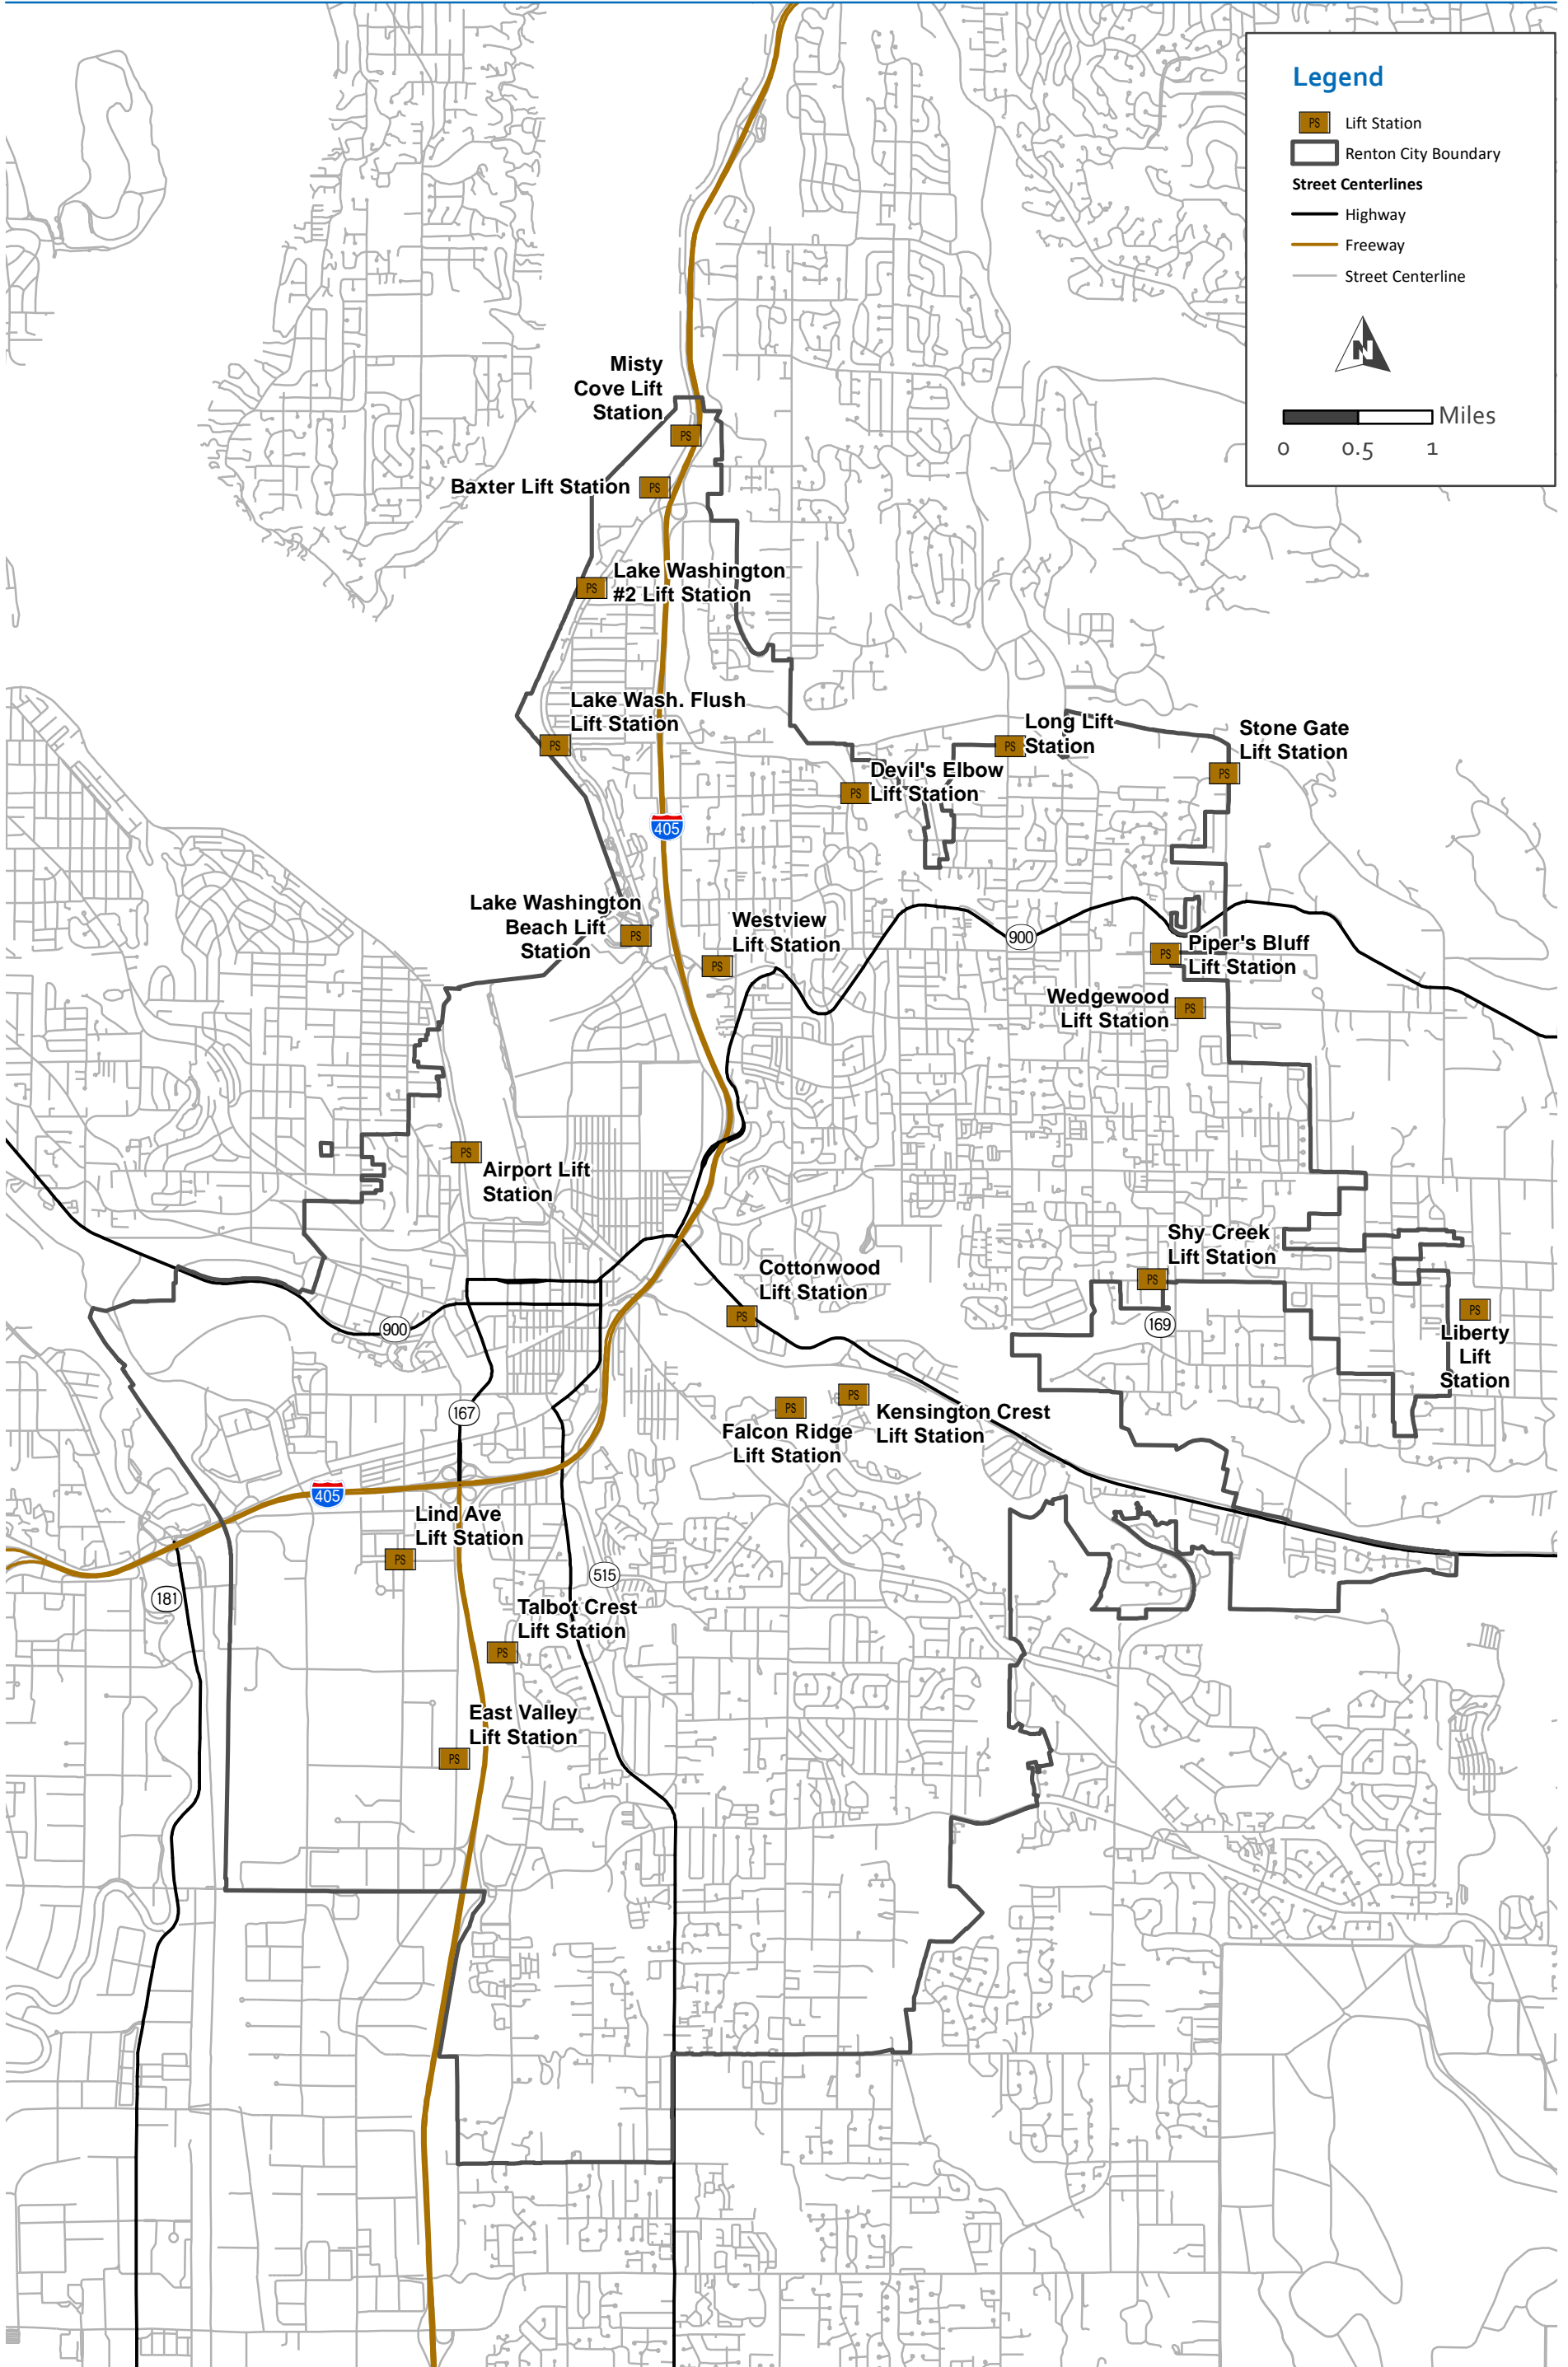 Legend
PS
Lift Station
Renton City Boundary
Street Centerlines
Highway
Freeway
Street Centerline
N
Miles
0
0.5
1
Misty
Cove Lift
Station
PS
Baxter Lift Station
PS
Lake Washington
#2 Lift Station
PS
Lake Wash. Flush
Lift Station
PS
Long Lift
Station
PS
Stone Gate
Lift Station
PS
Devil's Elbow
Lift Station
PS
405
Lake Washington
Beach Lift
Station
PS
Westview
Lift Station
PS
900
Piper's Bluff
Lift Station
PS
Wedgewood
Lift Station
PS
PS
Airport Lift
Station
Shy Creek
Lift Station
PS
Cottonwood
Lift Station
PS
169
PS
Liberty
Lift
Station
900
167
PS
Falcon Ridge
Lift Station
PS
Kensington Crest
Lift Station
405
Lind Ave
Lift Station
PS
515
181
Talbot Crest
Lift Station
PS
East Valley
Lift Station
PS